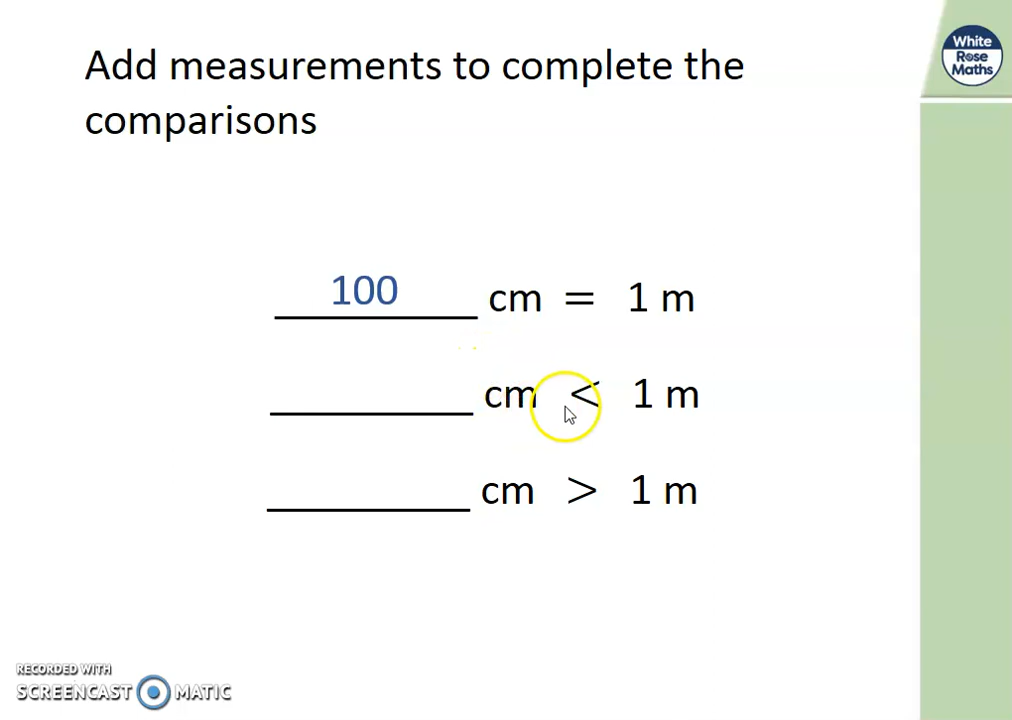 Add measurements to complete the
comparisons
White
Rose
Maths
100 cm = 1 m
cm < 1 m
cm > 1 m
RECORDED WITH
SCREENCAST MATIC